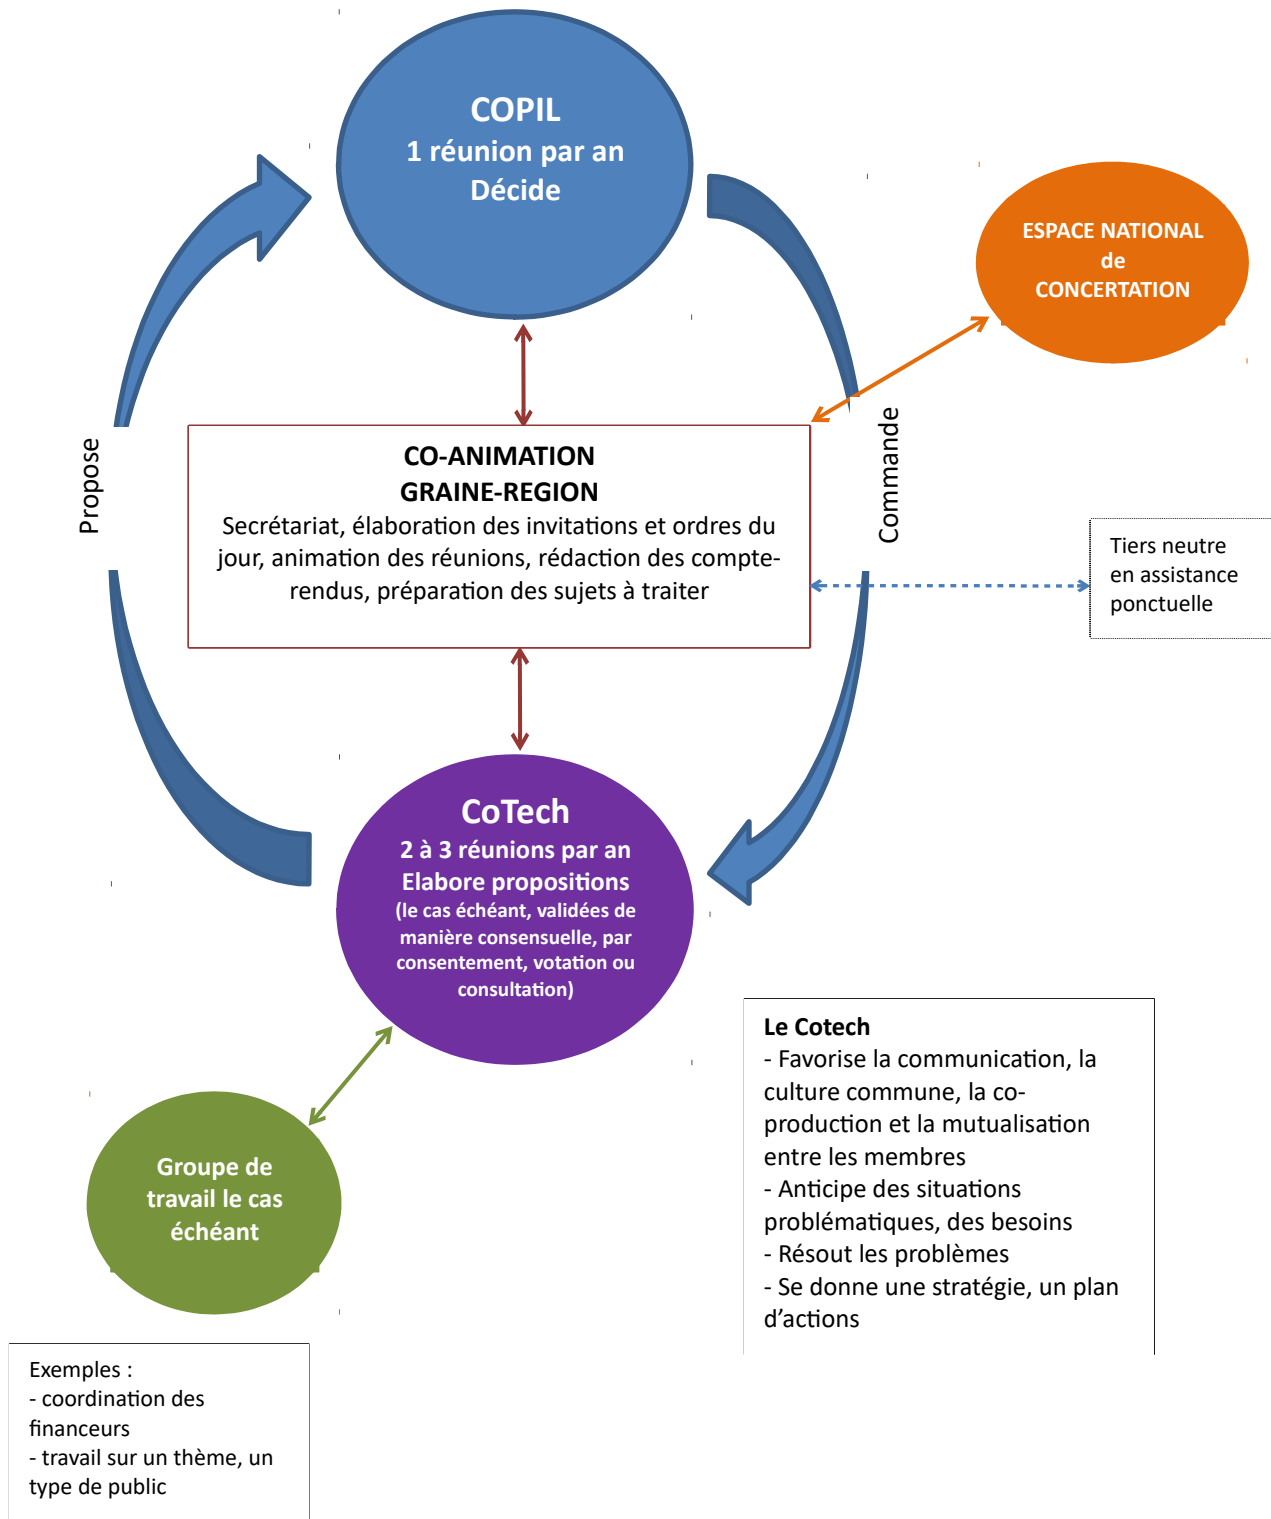 COPIL
1 réunion par an
Décide
ESPACE NATIONAL
de
CONCERTATION
Propose
Commande
CO-ANIMATION
GRAINE-REGION
Secrétariat, élaboration des invitations et ordres du
jour, animation des réunions, rédaction des compte-
rendus, préparation des sujets à traiter
Tiers neutre
en assistance
ponctuelle
CoTech
2 à 3 réunions par an
Elabore propositions
(le cas échéant, validées de
manière consensuelle, par
consentement, votation ou
consultation)
Le Cotech
- Favorise la communication, la
culture commune, la co-
production et la mutualisation
entre les membres
- Anticipe des situations
problématiques, des besoins
- Résout les problèmes
- Se donne une stratégie, un plan
d’actions
Groupe de
travail le cas
échéant
Exemples :
- coordination des
financeurs
- travail sur un thème, un
type de public